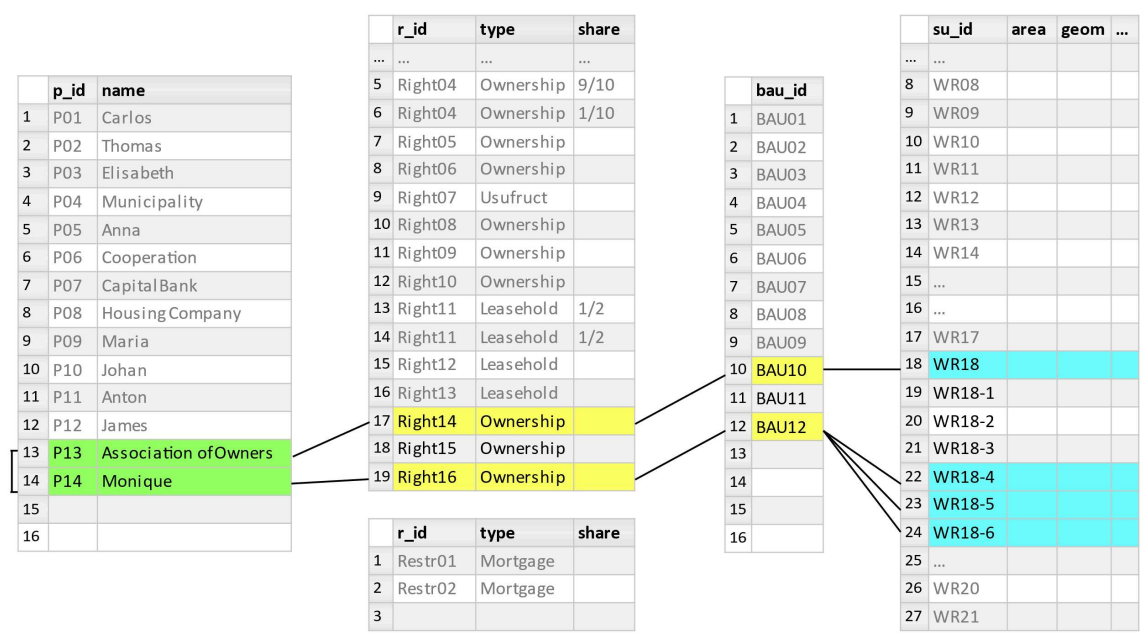 p_id name
1 P01 Carlos
2 P02 Thomas
3 P03 Elisabeth
4 P04 Municipality
5 P05 Anna
6 P06 Cooperation
7 P07 Capital Bank
8 P08 Housing Company
9 P09 Maria
10 P10 Johan
11 P11 Anton
12 P12 James
13 P13 Association of Owners
14 P14 Monique
15
16
r_id type share
... ... ... ...
5 Right04 Ownership 9/10
6 Right04 Ownership 1/10
7 Right05 Ownership
8 Right06 Ownership
9 Right07 Usufruct
10 Right08 Ownership
11 Right09 Ownership
12 Right10 Ownership
13 Right11 Leasehold 1/2
14 Right11 Leasehold 1/2
15 Right12 Leasehold
16 Right13 Leasehold
17 Right14 Ownership
18 Right15 Ownership
19 Right16 Ownership
r_id type share
1 Restr01 Mortgage
2 Restr02 Mortgage
3
bau_id
1 BAU01
2 BAU02
3 BAU03
4 BAU04
5 BAU05
6 BAU06
7 BAU07
8 BAU08
9 BAU09
10 BAU10
11 BAU11
12 BAU12
13
14
15
16
su_id area geom ...
... ...
8 WR08
9 WR09
10 WR10
11 WR11
12 WR12
13 WR13
14 WR14
15 ...
16 ...
17 WR17
18 WR18
19 WR18-1
20 WR18-2
21 WR18-3
22 WR18-4
23 WR18-5
24 WR18-6
25 ...
26 WR20
27 WR21